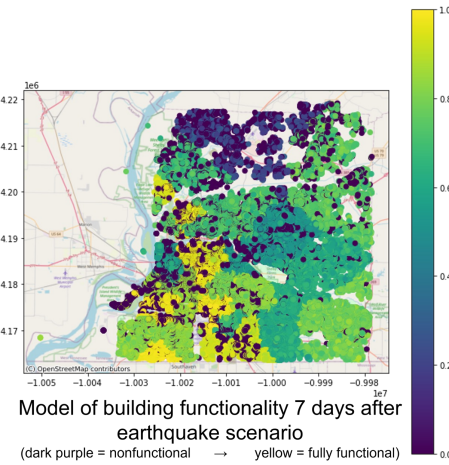 1.0
1e6
4.22
0.8
4.21
4.20
0.6
4.19
0.4
4.18
4.17
0.2
(C) OpenStreetMap contributors
−1.005 −1.004 −1.003 −1.002 −1.001 −1.000 −0.999 −0.998
1e7
0.0
Model of building functionality 7 days after
earthquake scenario
(dark purple = nonfunctional → yellow = fully functional)